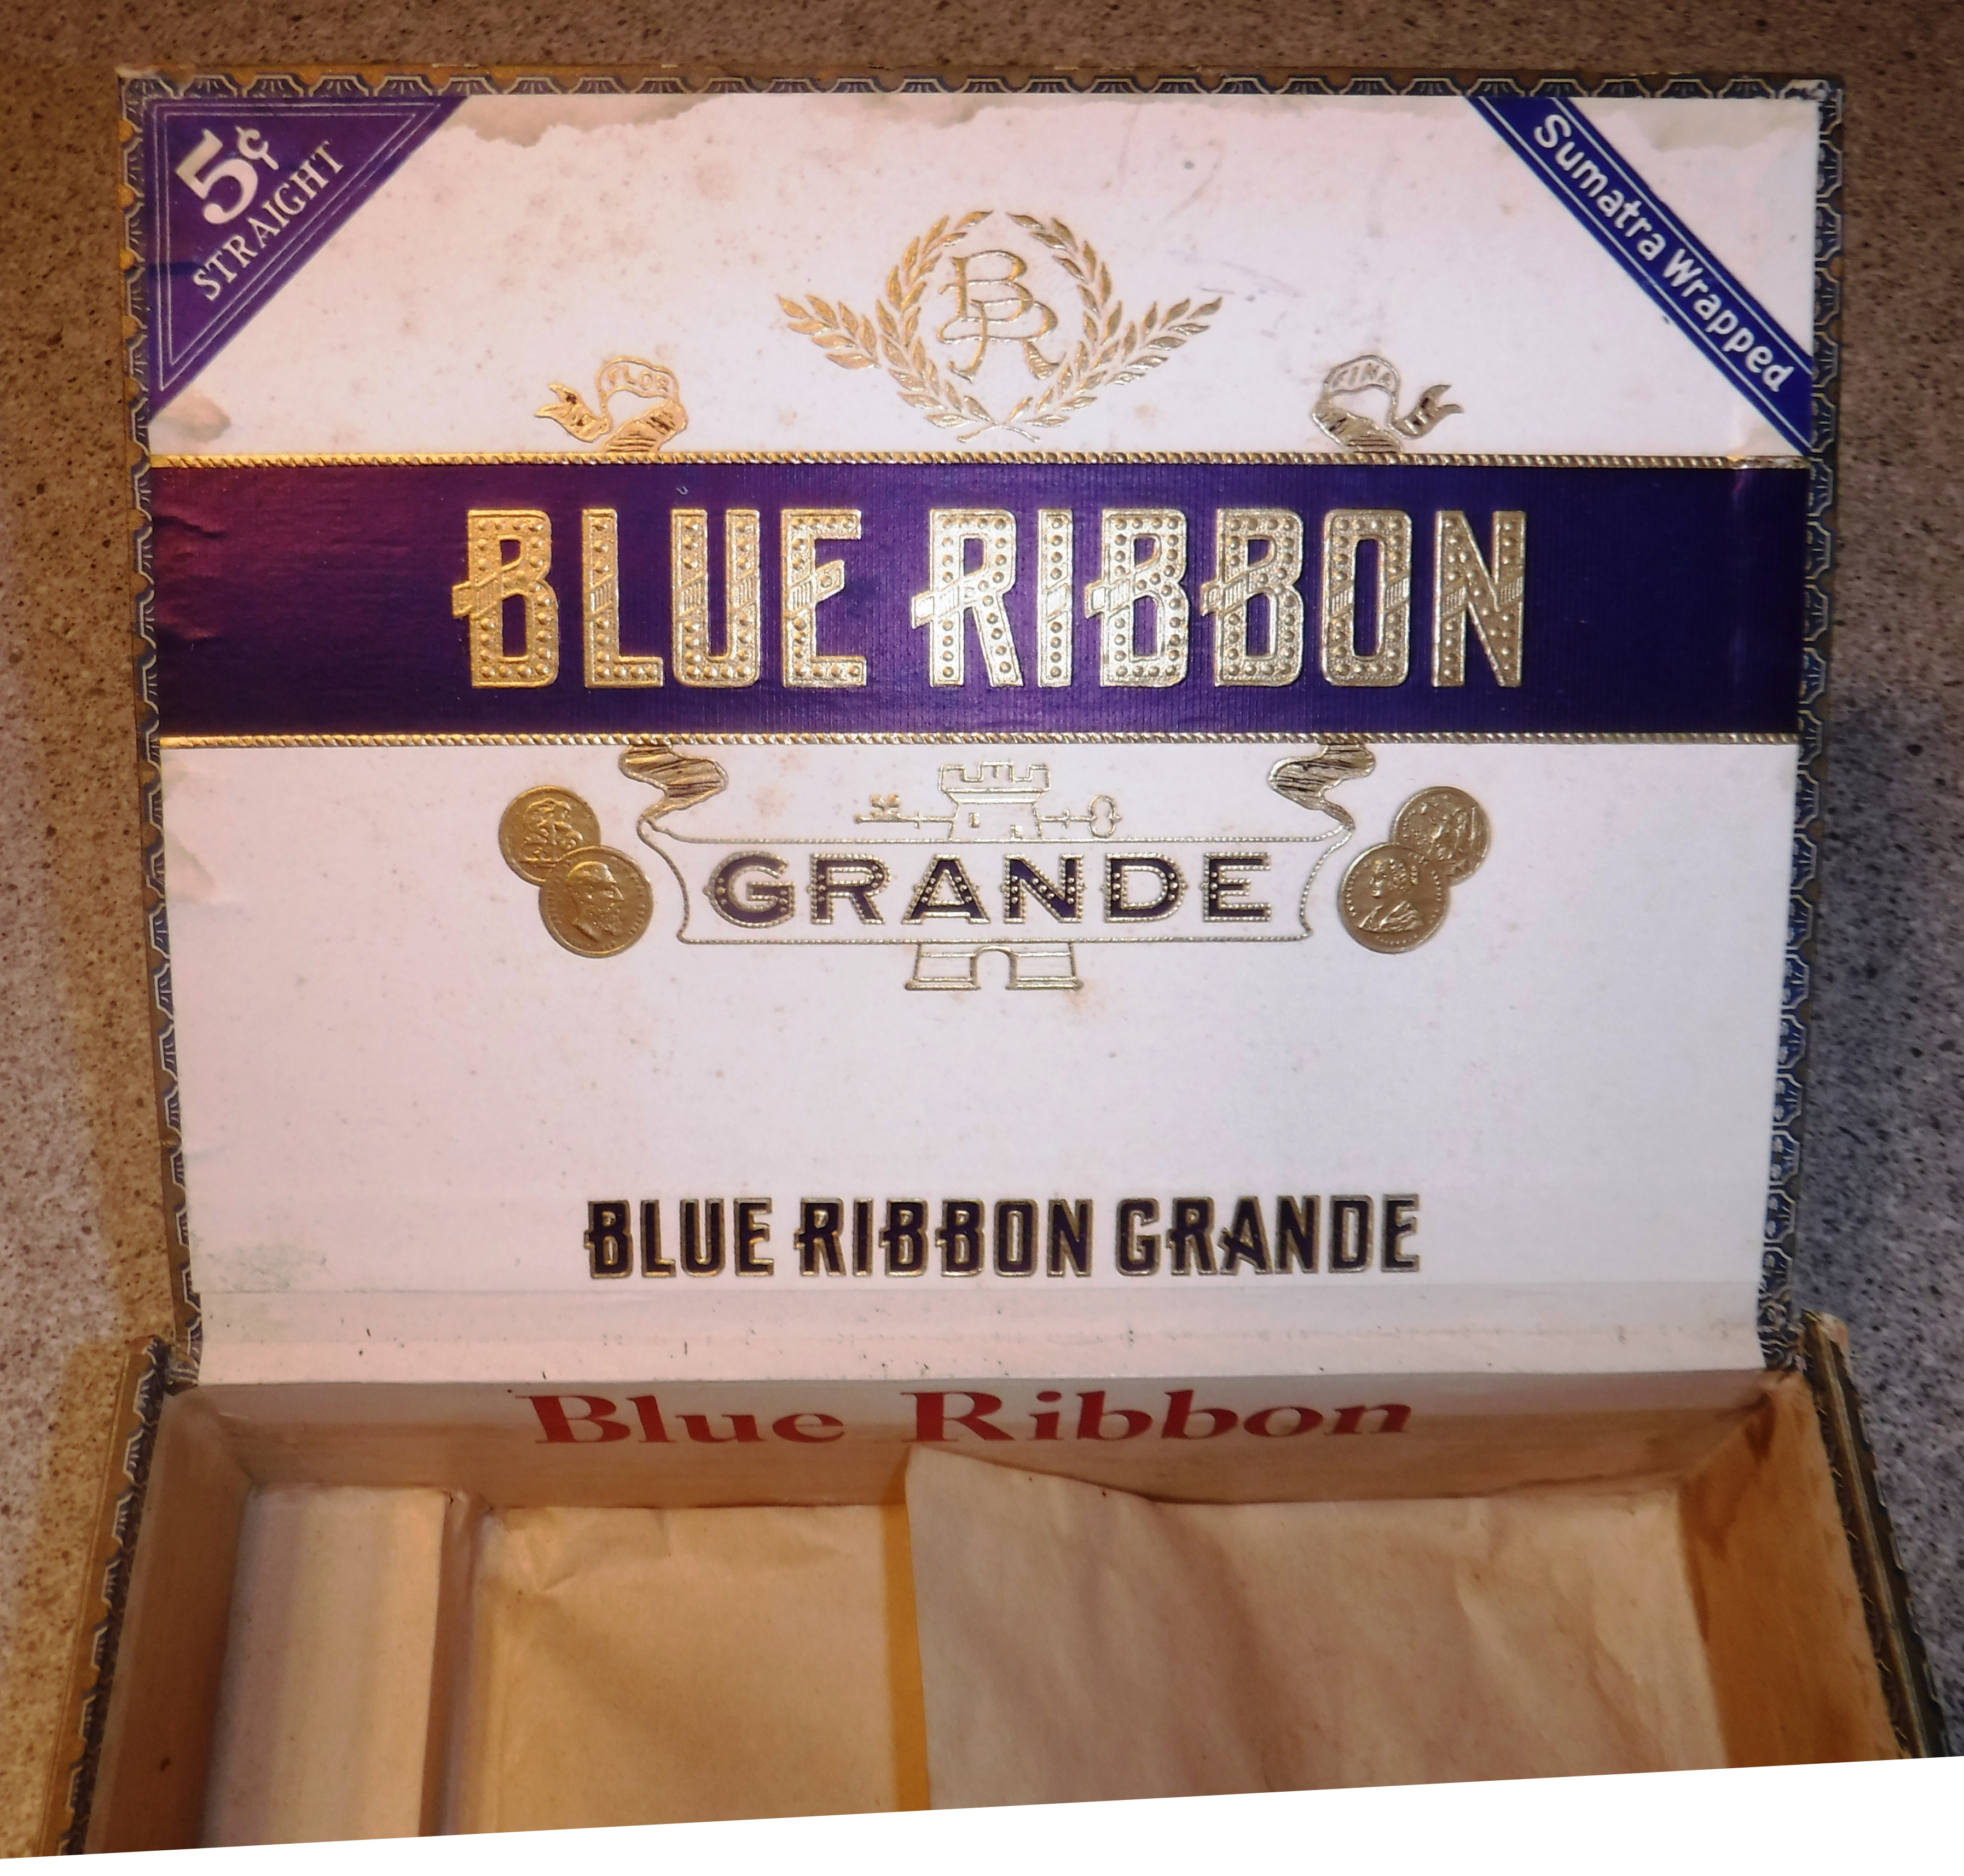 5¢
STRAIGHT
Sumatra Wrapped
BR
FLOR
FINA
BLUE RIBBON
GRANDE
BLUE RIBBON GRANDE
Blue Ribbon